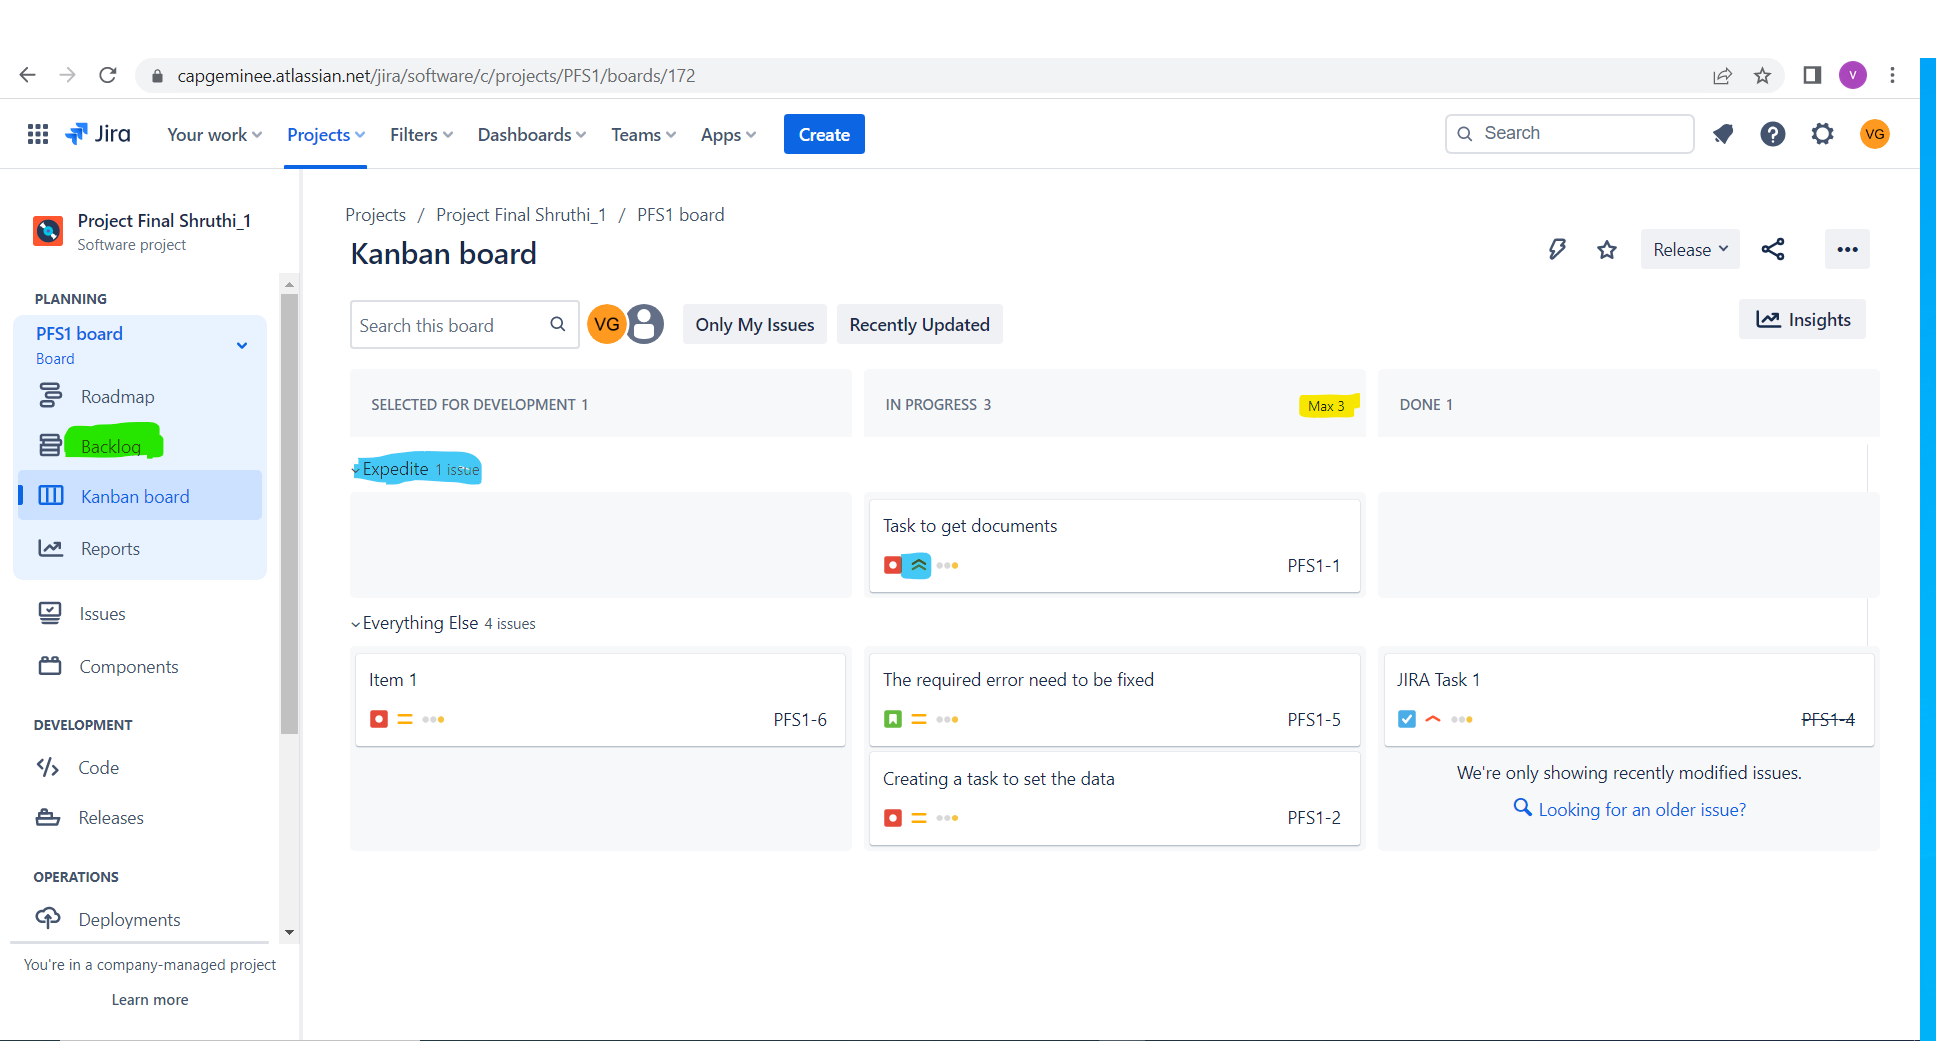 capgeminee.atlassian.net/jira/software/c/projects/PFS1/boards/172
V
Jira
Your work
Projects
Filters
Dashboards
Teams
Apps
Create
Search
VG
Project Final Shruthi_1
Software project
PLANNING
PFS1 board
Board
Roadmap
Backlog
Kanban board
Reports
Issues
Components
DEVELOPMENT
Code
Releases
OPERATIONS
Deployments
You're in a company-managed project
Learn more
Projects / Project Final Shruthi_1 / PFS1 board
Kanban board
Release
Search this board
VG
Only My Issues
Recently Updated
Insights
SELECTED FOR DEVELOPMENT 1
IN PROGRESS 3
Max 3
DONE 1
Expedite 1 issue
Task to get documents
PFS1-1
Everything Else 4 issues
Item 1
PFS1-6
The required error need to be fixed
PFS1-5
Creating a task to set the data
PFS1-2
JIRA Task 1
PFS1-4
We're only showing recently modified issues.
Looking for an older issue?